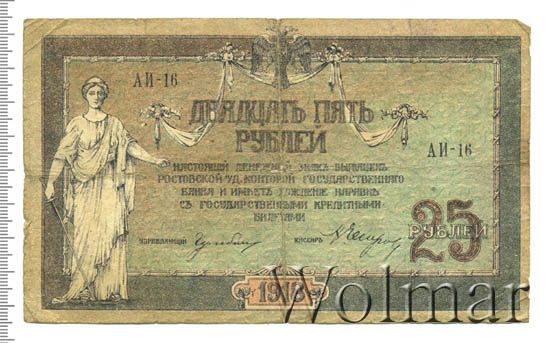 АИ-16
ДВАДЦАТЬ ПЯТЬ
РУБЛЕЙ
АИ-16
НАСТОЯЩІЙ ДЕНЕЖНЫЙ ЗНАКЪ ВЫПУЩЕНЪ
РОСТОВСКОЙ Н/Д. КОНТОРОЙ ГОСУДАРСТВЕННАГО
БАНКА И ИМѢЕТЪ ХОЖДЕНІЕ НАРАВНѢ
СЪ ГОСУДАРСТВЕННЫМИ КРЕДИТНЫМИ
БИЛЕТАМИ
УПРАВЛЯЮЩІЙ
КАССИРЪ
25
РУБЛЕЙ
1918
Wolmar